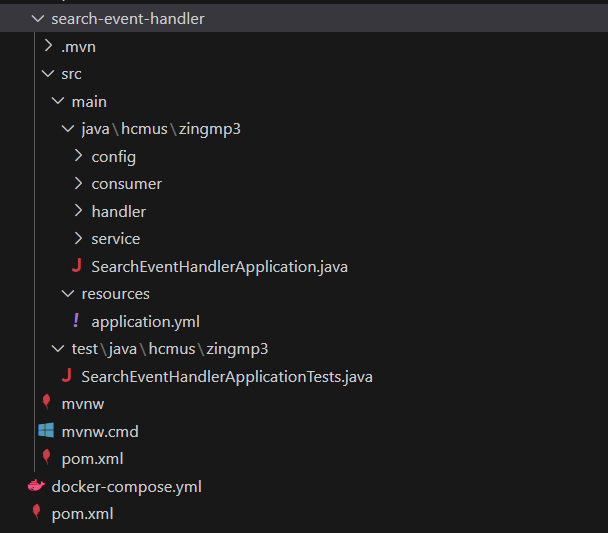 search-event-handler
.mvn
src
main
java\hcmus\zingmp3
config
consumer
handler
service
SearchEventHandlerApplication.java
resources
application.yml
test\java\hcmus\zingmp3
SearchEventHandlerApplicationTests.java
mvnw
mvnw.cmd
pom.xml
docker-compose.yml
pom.xml